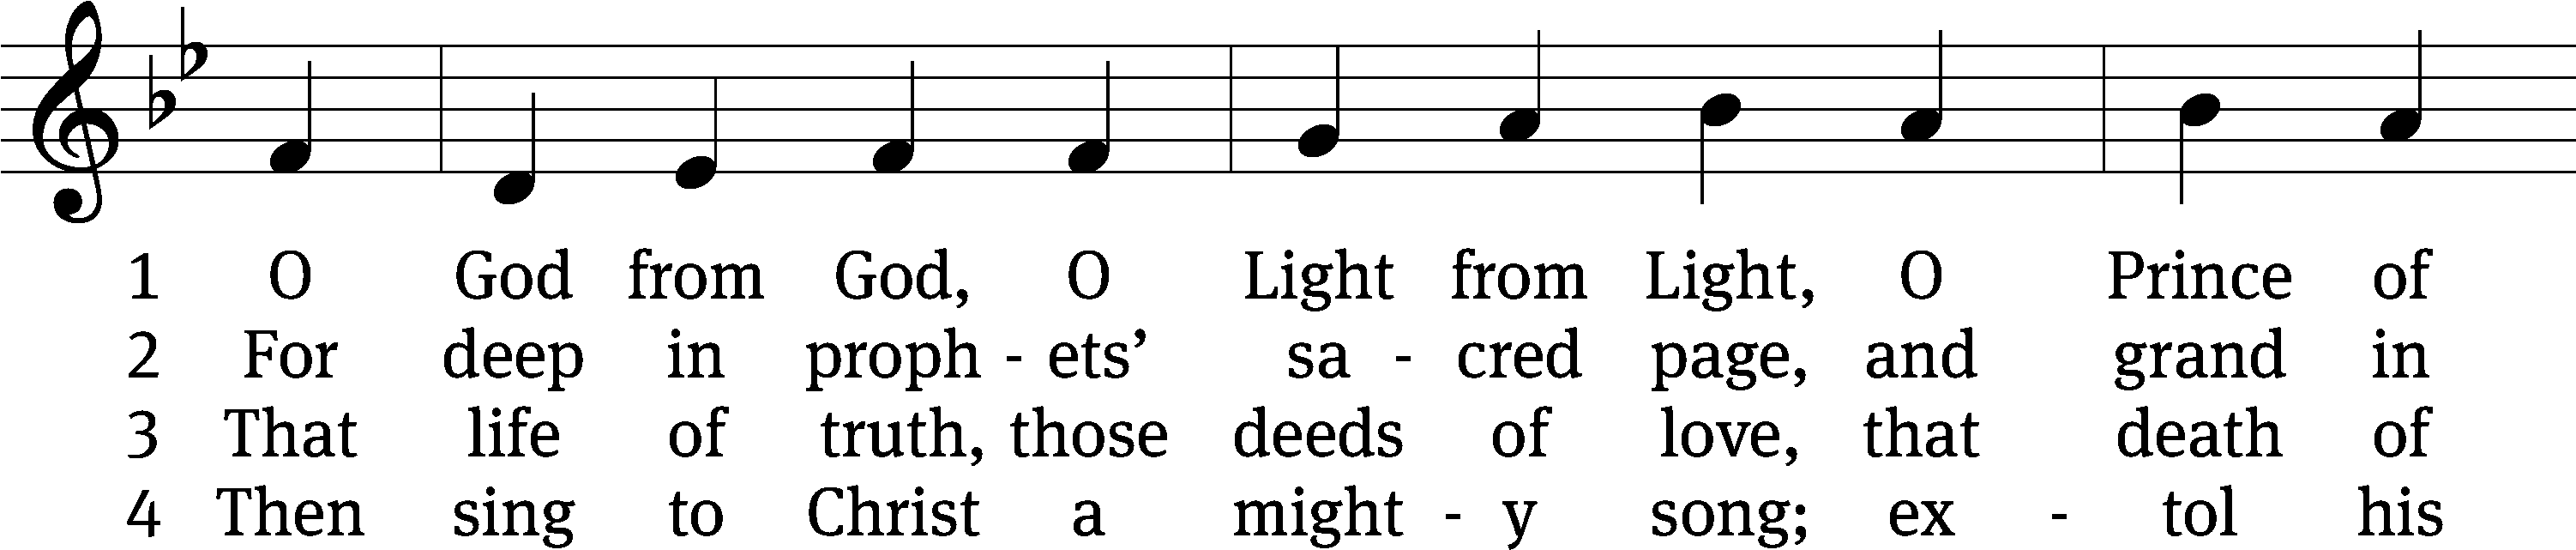 1 O God from God, O Light from Light, O Prince of
2 For deep in proph - ets’ sa - cred page, and grand in
3 That life of truth, those deeds of love, that death of
4 Then sing to Christ a might - y song; ex - tol his